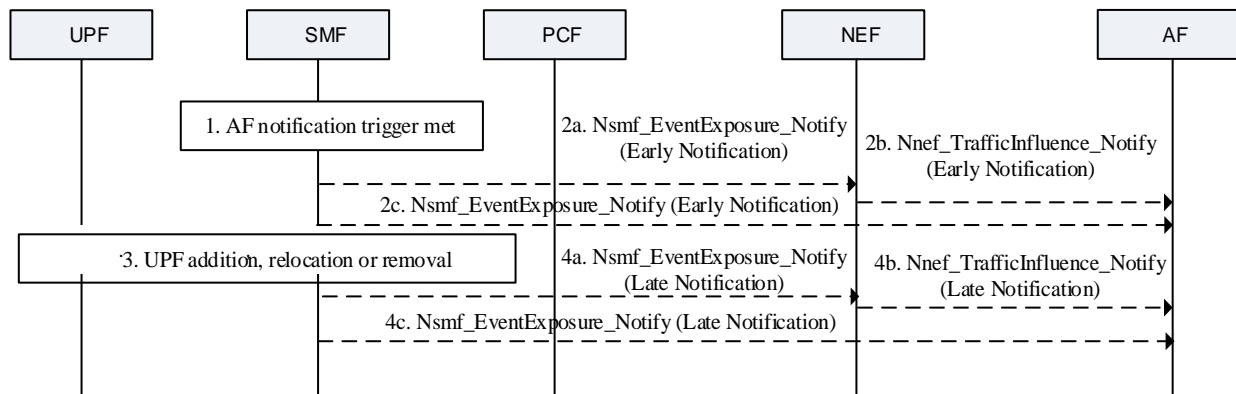 UPF
SMF
PCF
NEF
AF
1. AF notification trigger met
2a. Nsmf_EventExposure_Notify
(Early Notification)
2b. Nnef_TrafficInfluence_Notify
(Early Notification)
2c. Nsmf_EventExposure_Notify (Early Notification)
3. UPF addition, relocation or removal
4a. Nsmf_EventExposure_Notify
(Late Notification)
4b. Nnef_TrafficInfluence_Notify
(Late Notification)
4c. Nsmf_EventExposure_Notify (Late Notification)